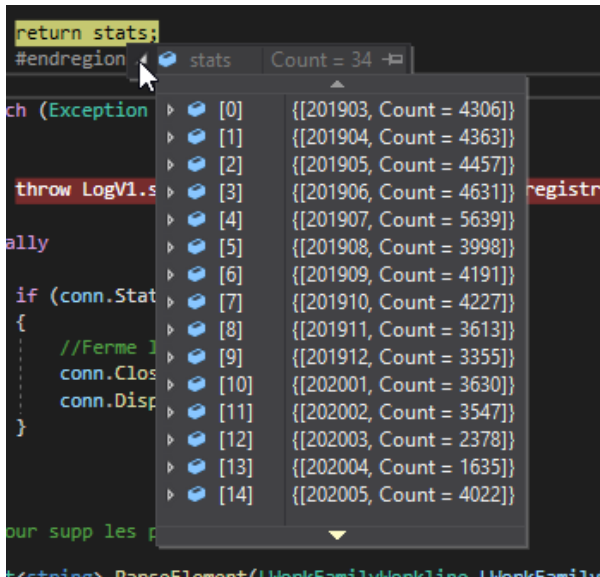 return stats;
#endregion stats Count = 34
ch (Exception
[0] {[201903, Count = 4306]}
[1] {[201904, Count = 4363]}
[2] {[201905, Count = 4457]}
throw LogV1.s [3] {[201906, Count = 4631]} registr
[4] {[201907, Count = 5639]}
ally [5] {[201908, Count = 3998]}
[6] {[201909, Count = 4191]}
if (conn.Stat [7] {[201910, Count = 4227]}
{ [8] {[201911, Count = 3613]}
//Ferme l [9] {[201912, Count = 3355]}
conn.Clos [10] {[202001, Count = 3630]}
conn.Disp [11] {[202002, Count = 3547]}
} [12] {[202003, Count = 2378]}
[13] {[202004, Count = 1635]}
[14] {[202005, Count = 4022]}
our supp les p